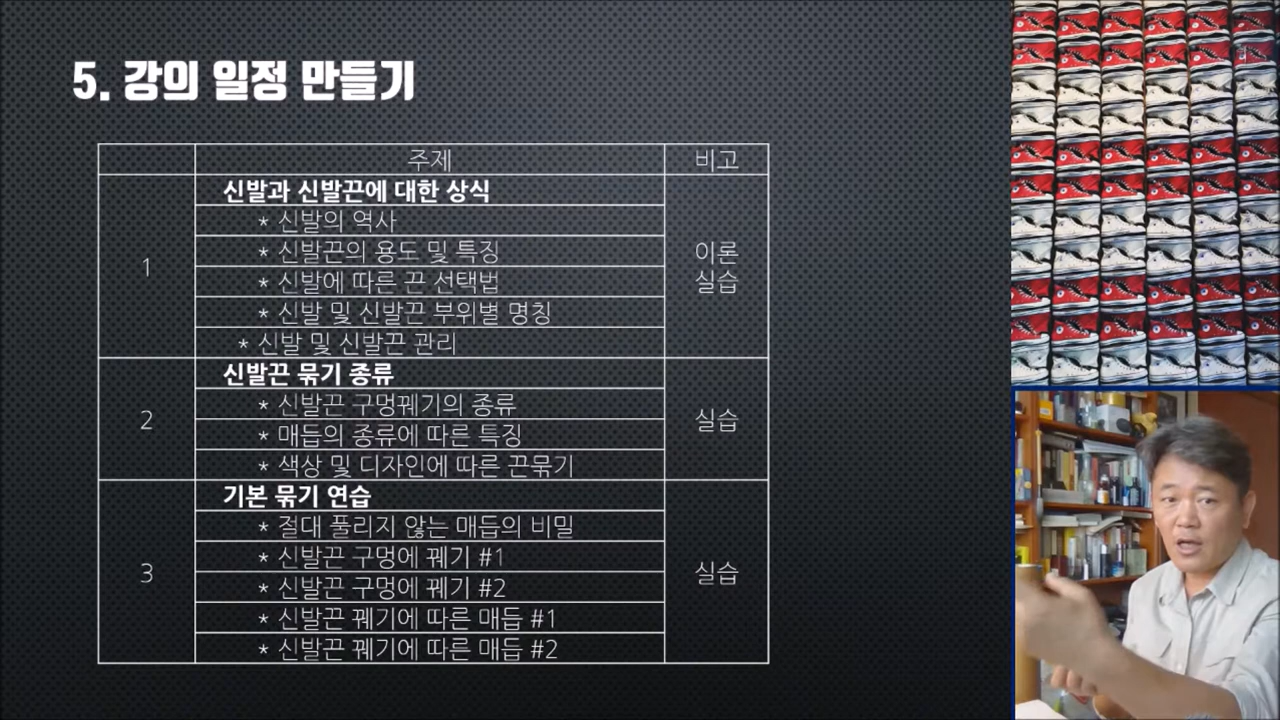 5. 강의 일정 만들기
주제 비고
1
신발과 신발끈에 대한 상식
* 신발의 역사
* 신발끈의 용도 및 특징
* 신발에 따른 끈 선택법
* 신발 및 신발끈 부위별 명칭
* 신발 및 신발끈 관리
이론
실습
2
신발끈 묶기 종류
* 신발끈 구멍꿰기의 종류
* 매듭의 종류에 따른 특징
* 색상 및 디자인에 따른 끈묶기
실습
3
기본 묶기 연습
* 절대 풀리지 않는 매듭의 비밀
* 신발끈 구멍에 꿰기 #1
* 신발끈 구멍에 꿰기 #2
* 신발끈 꿰기에 따른 매듭 #1
* 신발끈 꿰기에 따른 매듭 #2
실습